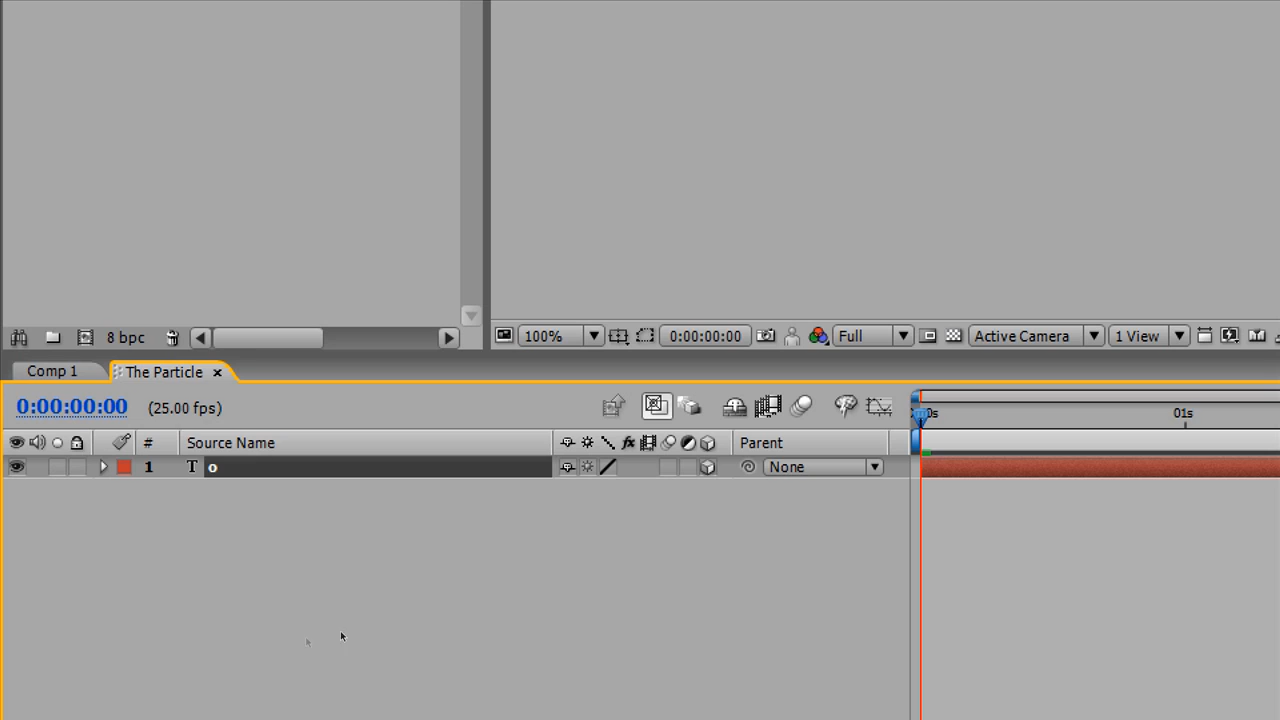 8 bpc
100% 0:00:00:00 Full Active Camera 1 View
Comp 1 The Particle ×
0:00:00:00 (25.00 fps)
0s 01s
# Source Name fx Parent
1 T o None